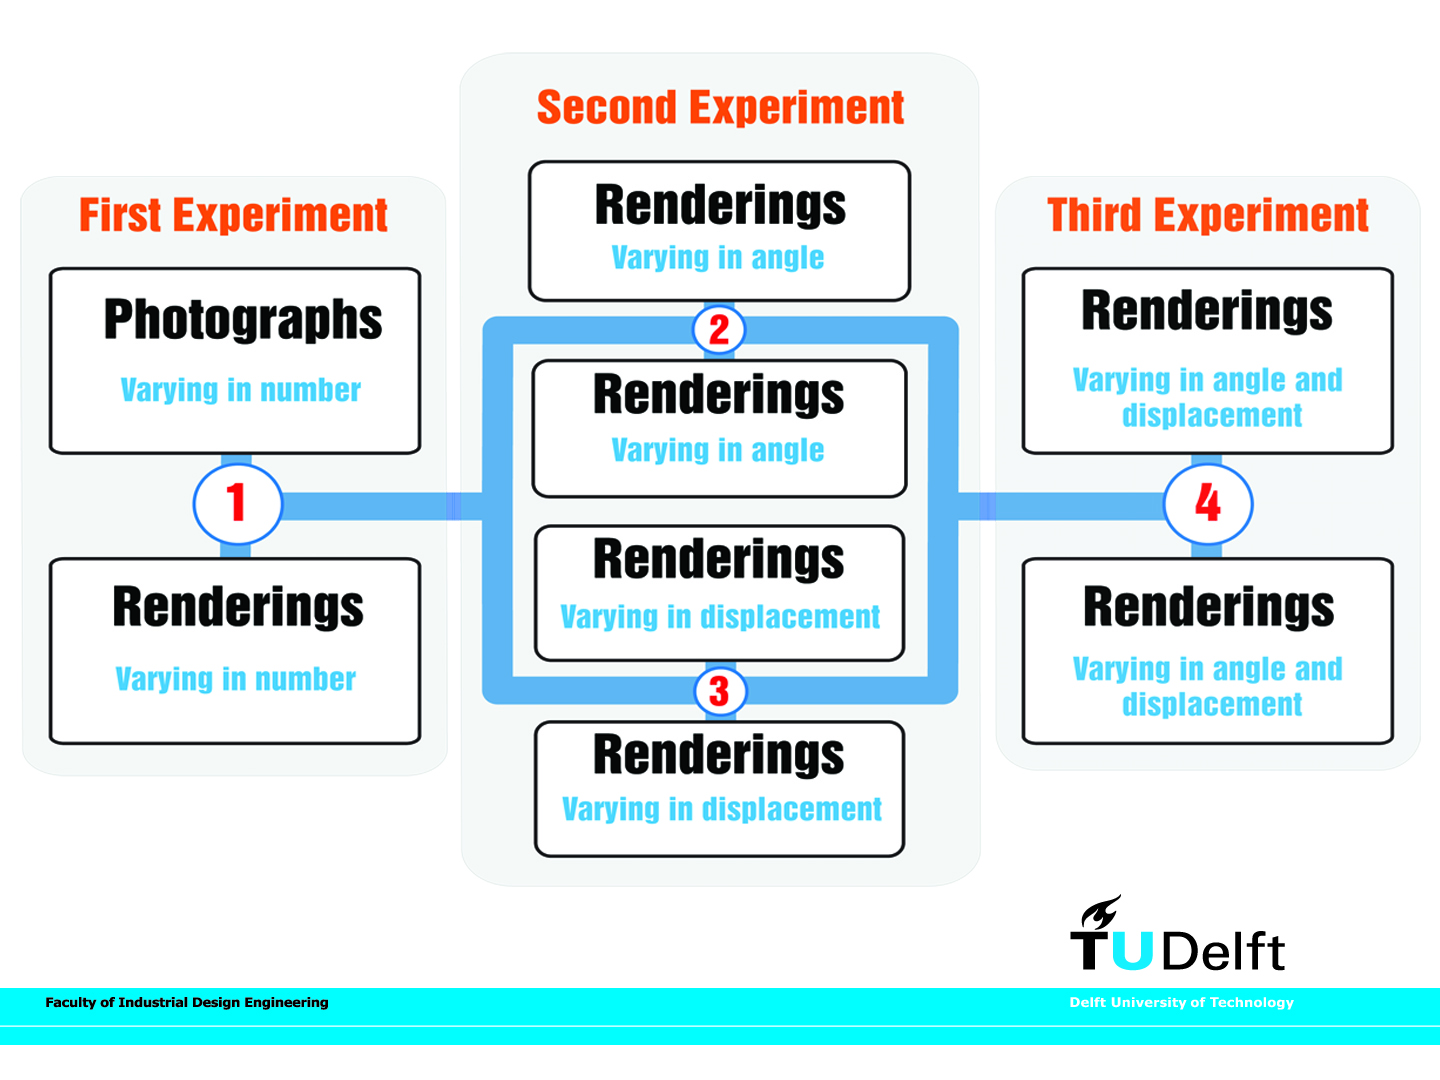 First Experiment
Photographs
Varying in number
1
Renderings
Varying in number
Second Experiment
Renderings
Varying in angle
2
Renderings
Varying in angle
Renderings
Varying in displacement
3
Renderings
Varying in displacement
Third Experiment
Renderings
Varying in angle and
displacement
4
Renderings
Varying in angle and
displacement
TU Delft
Faculty of Industrial Design Engineering
Delft University of Technology